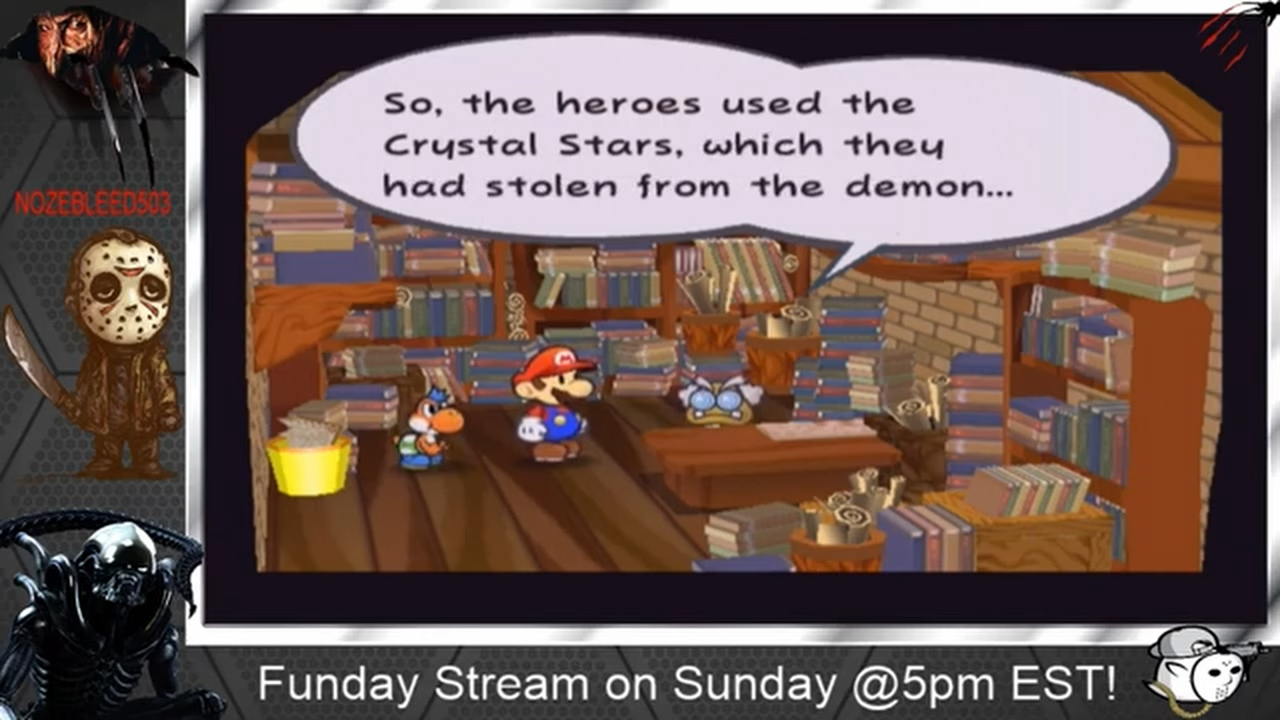 So, the heroes used the
Crystal Stars, which they
had stolen from the demon...
NOZEBLEED503
Funday Stream on Sunday @5pm EST!